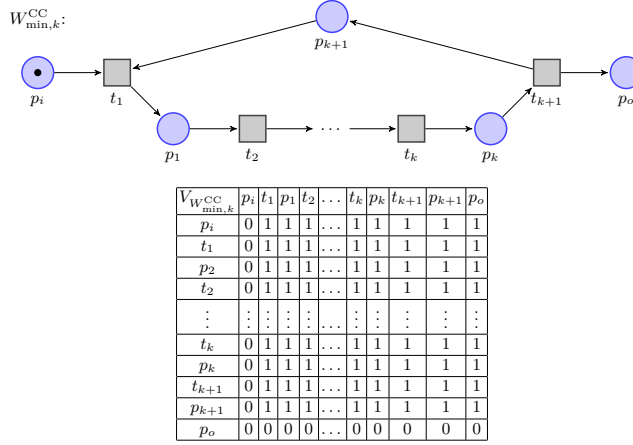 W^{CC}_{min,k}:
p_{k+1}
p_i t_1 t_{k+1} p_o
p_1 t_2 … t_k p_k
V_{W^{CC}_{min,k}} p_i t_1 p_1 t_2 … t_k p_k t_{k+1} p_{k+1} p_o
p_i 0 1 1 1 … 1 1 1 1 1
t_1 0 1 1 1 … 1 1 1 1 1
p_2 0 1 1 1 … 1 1 1 1 1
t_2 0 1 1 1 … 1 1 1 1 1
⋮ ⋮ ⋮ ⋮ ⋮ … ⋮ ⋮ ⋮ ⋮ ⋮
t_k 0 1 1 1 … 1 1 1 1 1
p_k 0 1 1 1 … 1 1 1 1 1
t_{k+1} 0 1 1 1 … 1 1 1 1 1
p_{k+1} 0 1 1 1 … 1 1 1 1 1
p_o 0 0 0 0 … 0 0 0 0 0